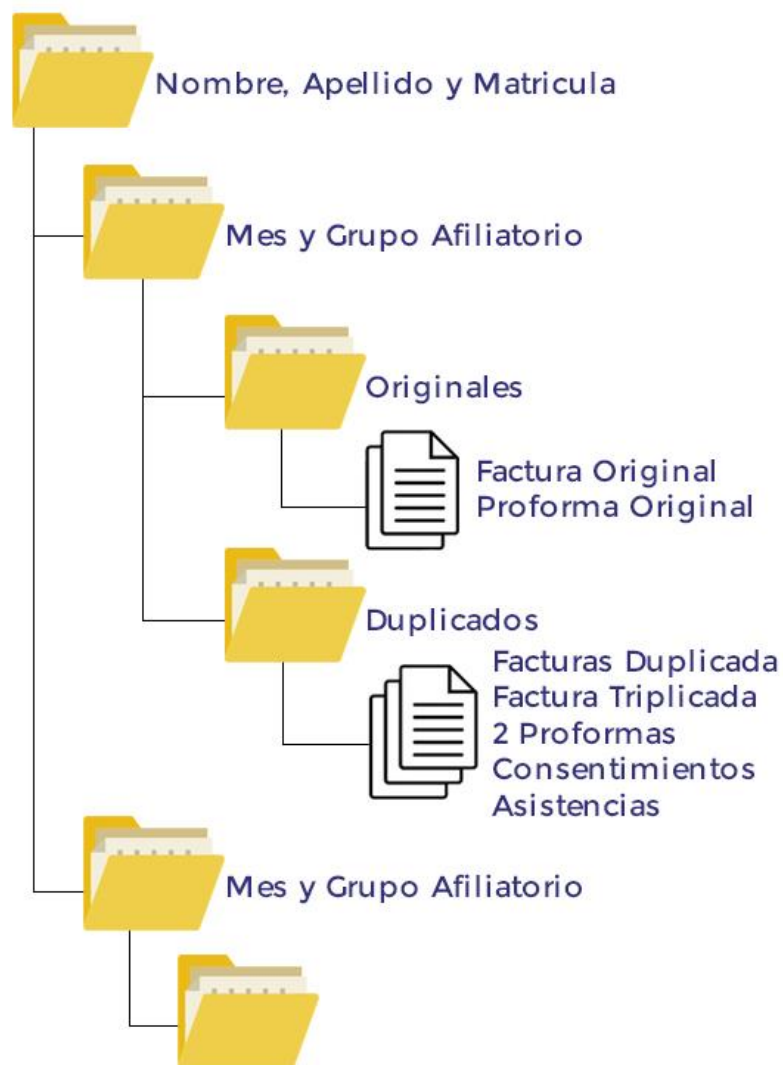 Nombre, Apellido y Matricula
Mes y Grupo Afiliatorio
Originales
Factura Original
Proforma Original
Duplicados
Facturas Duplicada
Factura Triplicada
2 Proformas
Consentimientos
Asistencias
Mes y Grupo Afiliatorio